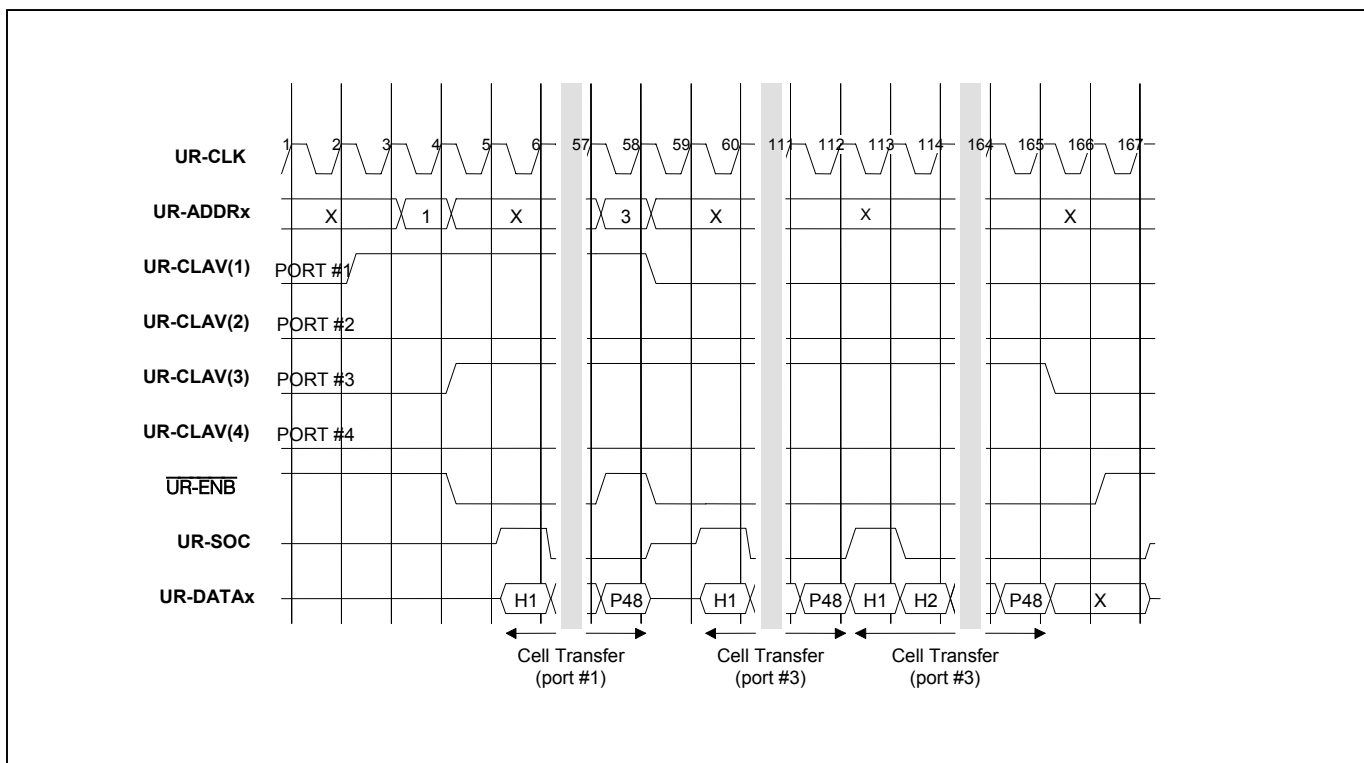 1 2 3 4 5 6 57 58 59 60 111 112 113 114 164 165 166 167
UR-CLK
UR-ADDRx X 1 X 3 X X X
UR-CLAV(1) PORT #1
UR-CLAV(2) PORT #2
UR-CLAV(3) PORT #3
UR-CLAV(4) PORT #4
UR-ENB
UR-SOC
UR-DATAx H1 P48 H1 P48 H1 H2 P48 X
Cell Transfer Cell Transfer Cell Transfer
(port #1) (port #3) (port #3)